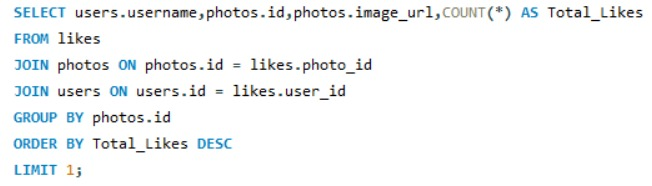 SELECT users.username,photos.id,photos.image_url,COUNT(*) AS Total_Likes
FROM likes
JOIN photos ON photos.id = likes.photo_id
JOIN users ON users.id = likes.user_id
GROUP BY photos.id
ORDER BY Total_Likes DESC
LIMIT 1;